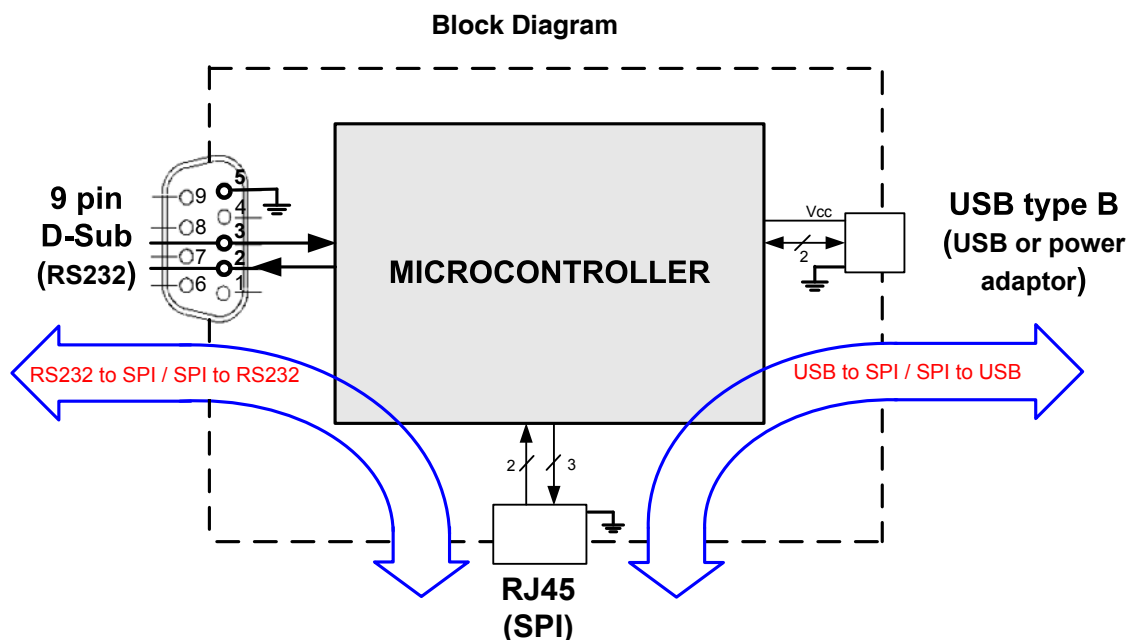 Block Diagram
9 pin
D-Sub
(RS232)
5
9
4
8
3
7
2
6
1
MICROCONTROLLER
Vcc
2
USB type B
(USB or power
adaptor)
RS232 to SPI / SPI to RS232
USB to SPI / SPI to USB
2
3
RJ45
(SPI)